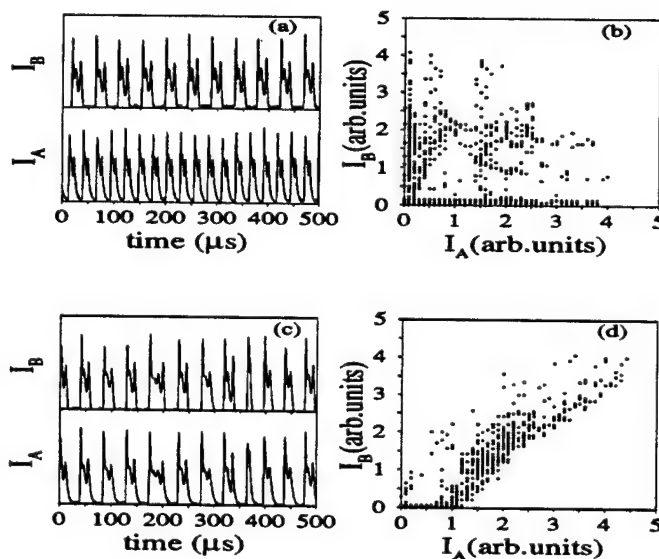 (a)
I_B
I_A
0 100 200 300 400 500
time (μs)
(b)
I_B(arb.units)
5
4
3
2
1
0
0 1 2 3 4 5
I_A(arb.units)
(c)
I_B
I_A
0 100 200 300 400 500
time (μs)
(d)
I_B(arb.units)
5
4
3
2
1
0
0 1 2 3 4 5
I_A(arb.units)